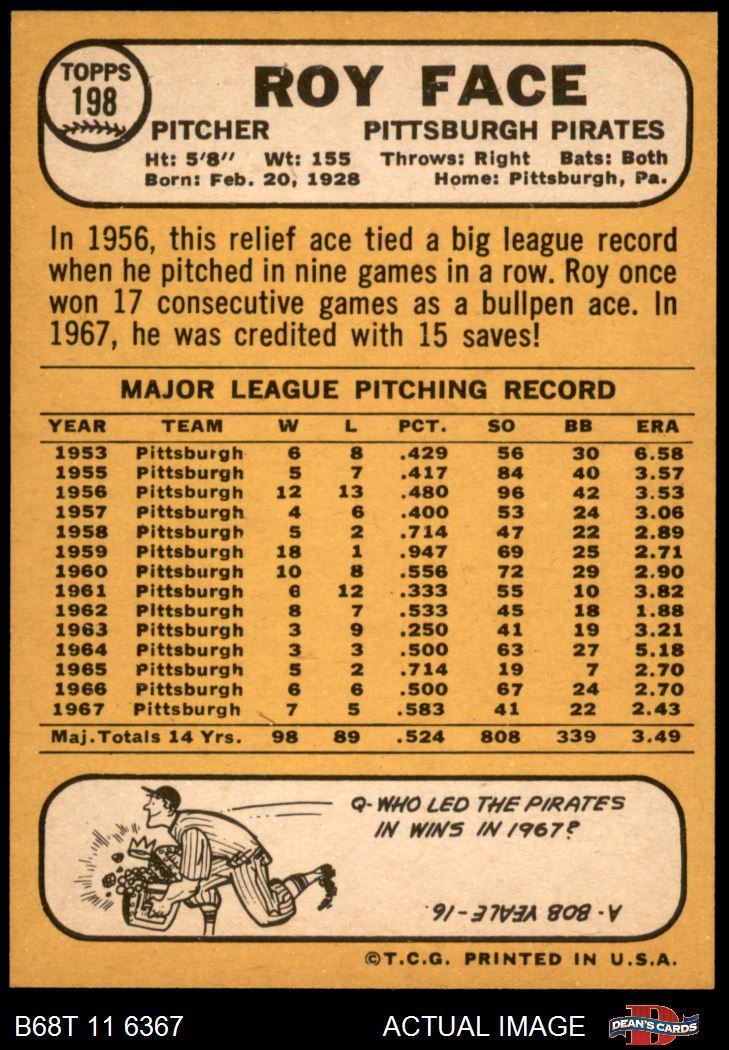 TOPPS
198
ROY FACE
PITCHER PITTSBURGH PIRATES
Ht: 5'8" Wt: 155 Throws: Right Bats: Both
Born: Feb. 20, 1928 Home: Pittsburgh, Pa.
In 1956, this relief ace tied a big league record
when he pitched in nine games in a row. Roy once
won 17 consecutive games as a bullpen ace. In
1967, he was credited with 15 saves!
MAJOR LEAGUE PITCHING RECORD
YEAR TEAM W L PCT. SO BB ERA
1953 Pittsburgh 6 8 .429 56 30 6.58
1955 Pittsburgh 5 7 .417 84 40 3.57
1956 Pittsburgh 12 13 .480 96 42 3.53
1957 Pittsburgh 4 6 .400 53 24 3.06
1958 Pittsburgh 5 2 .714 47 22 2.89
1959 Pittsburgh 18 1 .947 69 25 2.71
1960 Pittsburgh 10 8 .556 72 29 2.90
1961 Pittsburgh 6 12 .333 55 10 3.82
1962 Pittsburgh 8 7 .533 45 18 1.88
1963 Pittsburgh 3 9 .250 41 19 3.21
1964 Pittsburgh 3 3 .500 63 27 5.18
1965 Pittsburgh 5 2 .714 19 7 2.70
1966 Pittsburgh 6 6 .500 67 24 2.70
1967 Pittsburgh 7 5 .583 41 22 2.43
Maj. Totals 14 Yrs. 98 89 .524 808 339 3.49
Q-WHO LED THE PIRATES
IN WINS IN 1967?
A-BOB VEALE-16
©T.C.G. PRINTED IN U.S.A.
B68T 11 6367 ACTUAL IMAGE DEAN'S CARDS